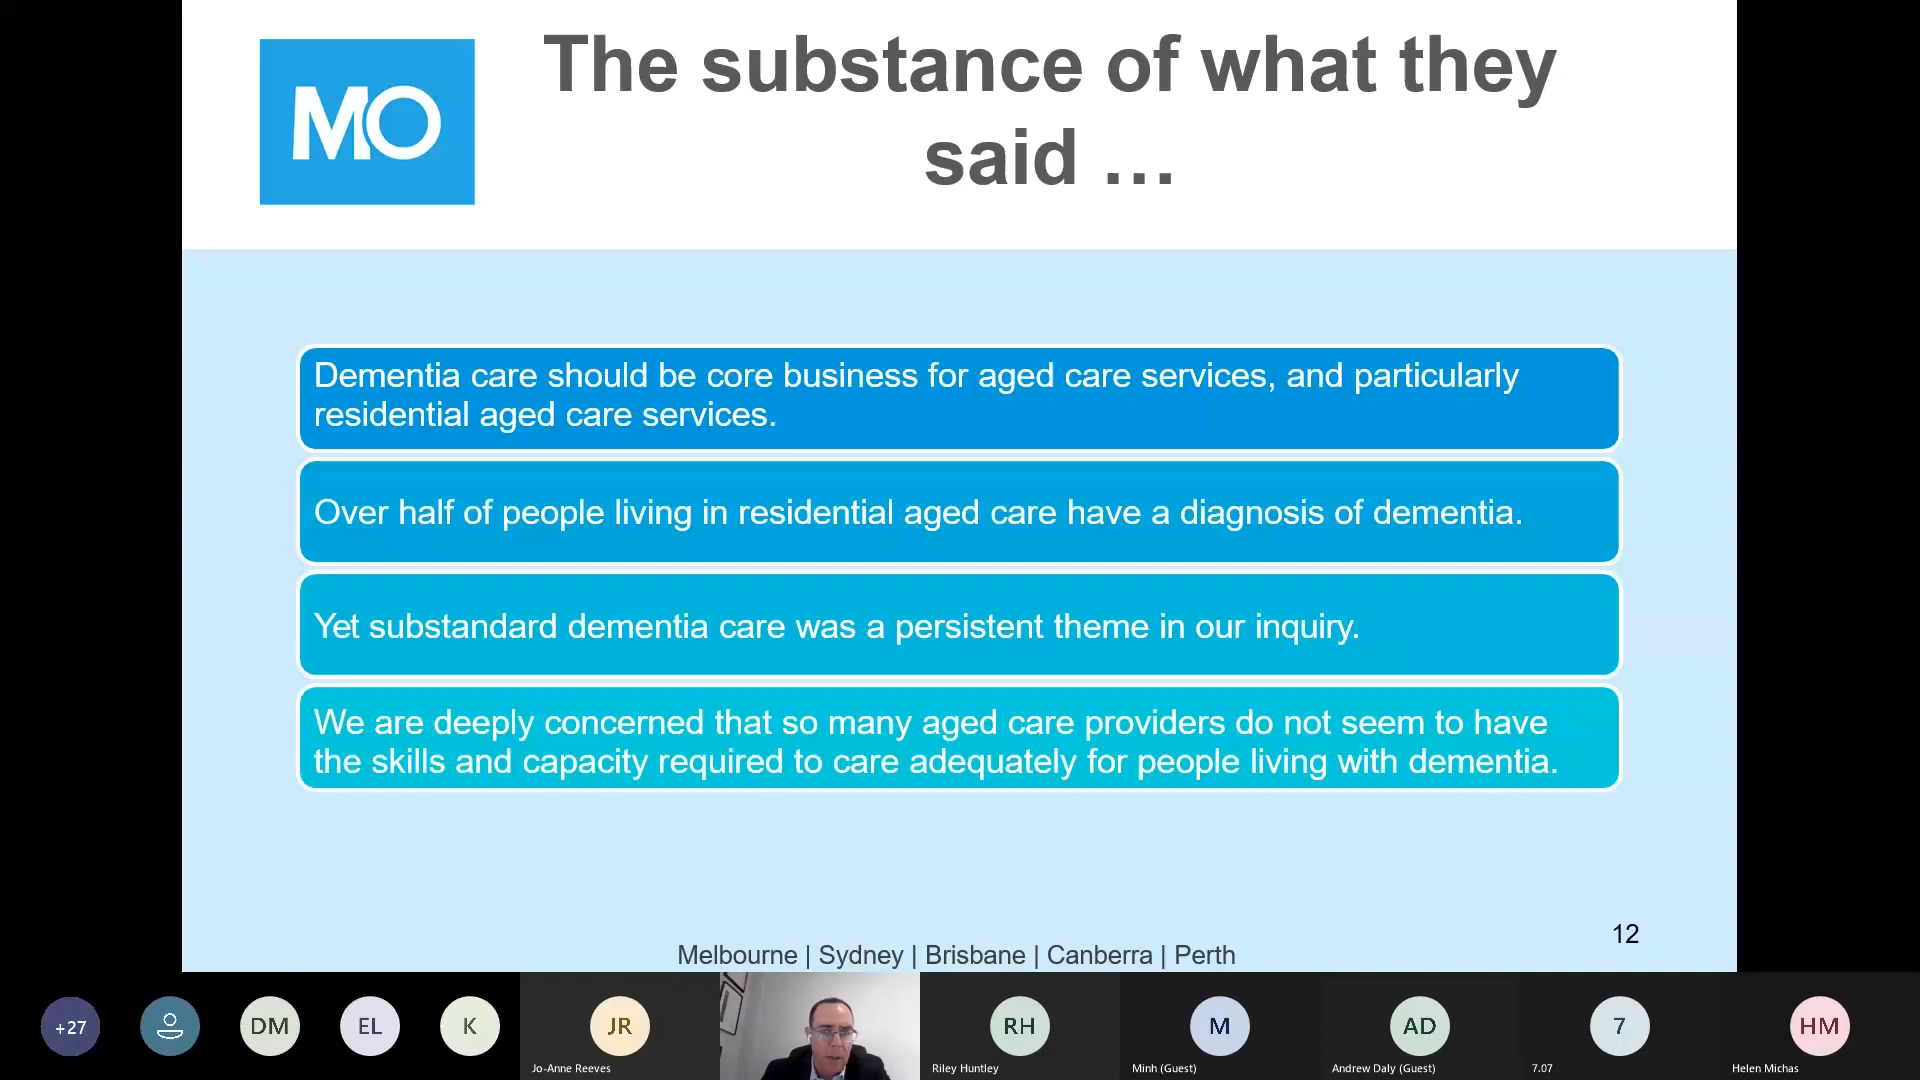 MO
The substance of what they
said …
Dementia care should be core business for aged care services, and particularly
residential aged care services.
Over half of people living in residential aged care have a diagnosis of dementia.
Yet substandard dementia care was a persistent theme in our inquiry.
We are deeply concerned that so many aged care providers do not seem to have
the skills and capacity required to care adequately for people living with dementia.
12
Melbourne | Sydney | Brisbane | Canberra | Perth
+27
DM
EL
K
JR
RH
M
AD
7
HM
Jo-Anne Reeves
Riley Huntley
Minh (Guest)
Andrew Daly (Guest)
7.07
Helen Michas